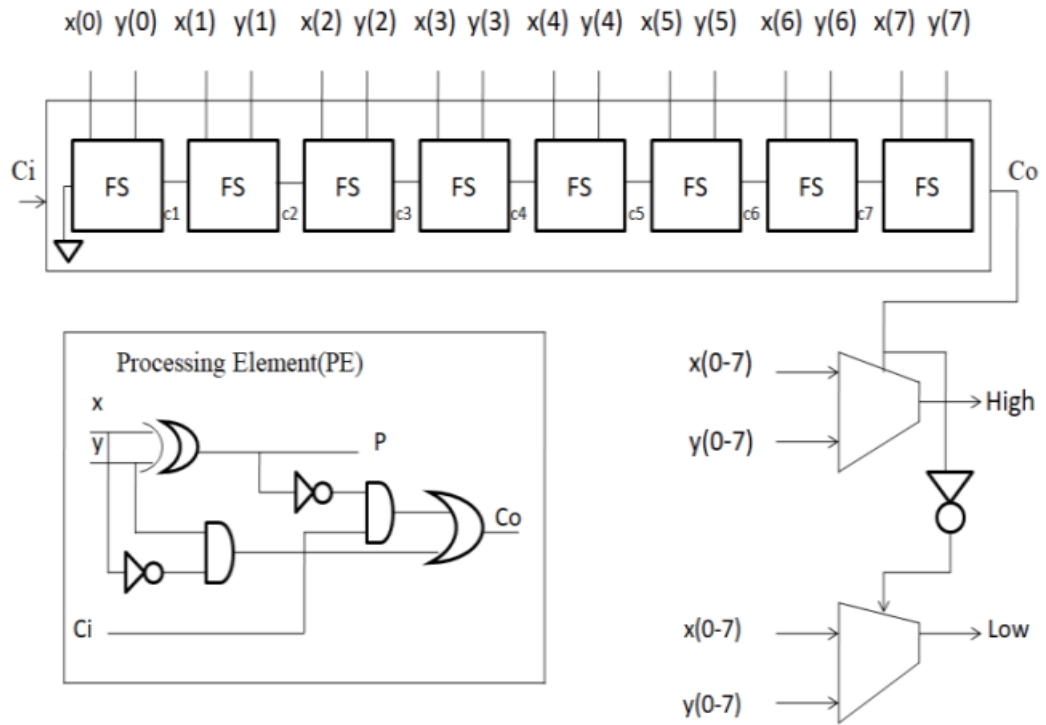 x(0) y(0) x(1) y(1) x(2) y(2) x(3) y(3) x(4) y(4) x(5) y(5) x(6) y(6) x(7) y(7)
Ci FS FS FS FS FS FS FS FS Co
c1 c2 c3 c4 c5 c6 c7
Processing Element(PE)
x
y
P
Co
Ci
x(0-7)
High
y(0-7)
x(0-7)
Low
y(0-7)